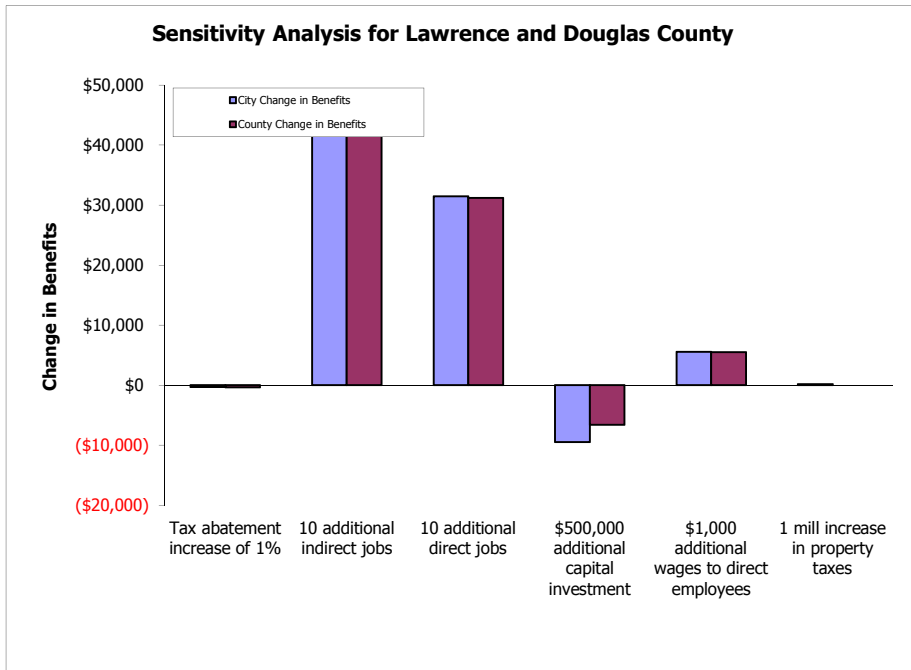 Sensitivity Analysis for Lawrence and Douglas County
City Change in Benefits
County Change in Benefits
Change in Benefits
$50,000
$40,000
$30,000
$20,000
$10,000
$0
($10,000)
($20,000)
Tax abatement
increase of 1%
10 additional
indirect jobs
10 additional
direct jobs
$500,000
additional
capital
investment
$1,000
additional
wages to direct
employees
1 mill increase
in property
taxes